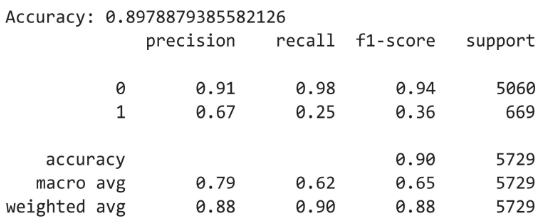 Accuracy: 0.8978879385582126
precision recall f1-score support
0 0.91 0.98 0.94 5060
1 0.67 0.25 0.36 669
accuracy 0.90 5729
macro avg 0.79 0.62 0.65 5729
weighted avg 0.88 0.90 0.88 5729